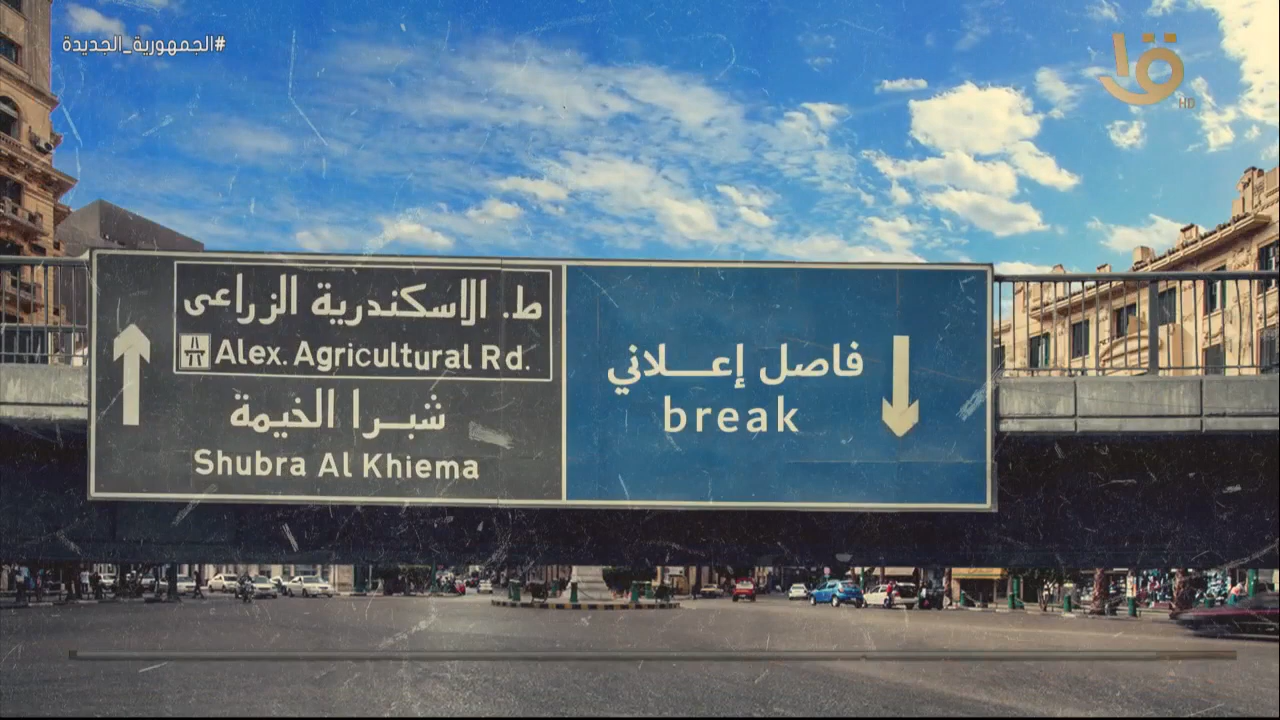 #الجمهورية_الجديدة
HD
ط. الاسكندرية الزراعى
Alex. Agricultural Rd.
شبرا الخيمة
Shubra Al Khiema
فاصل إعلاني
break